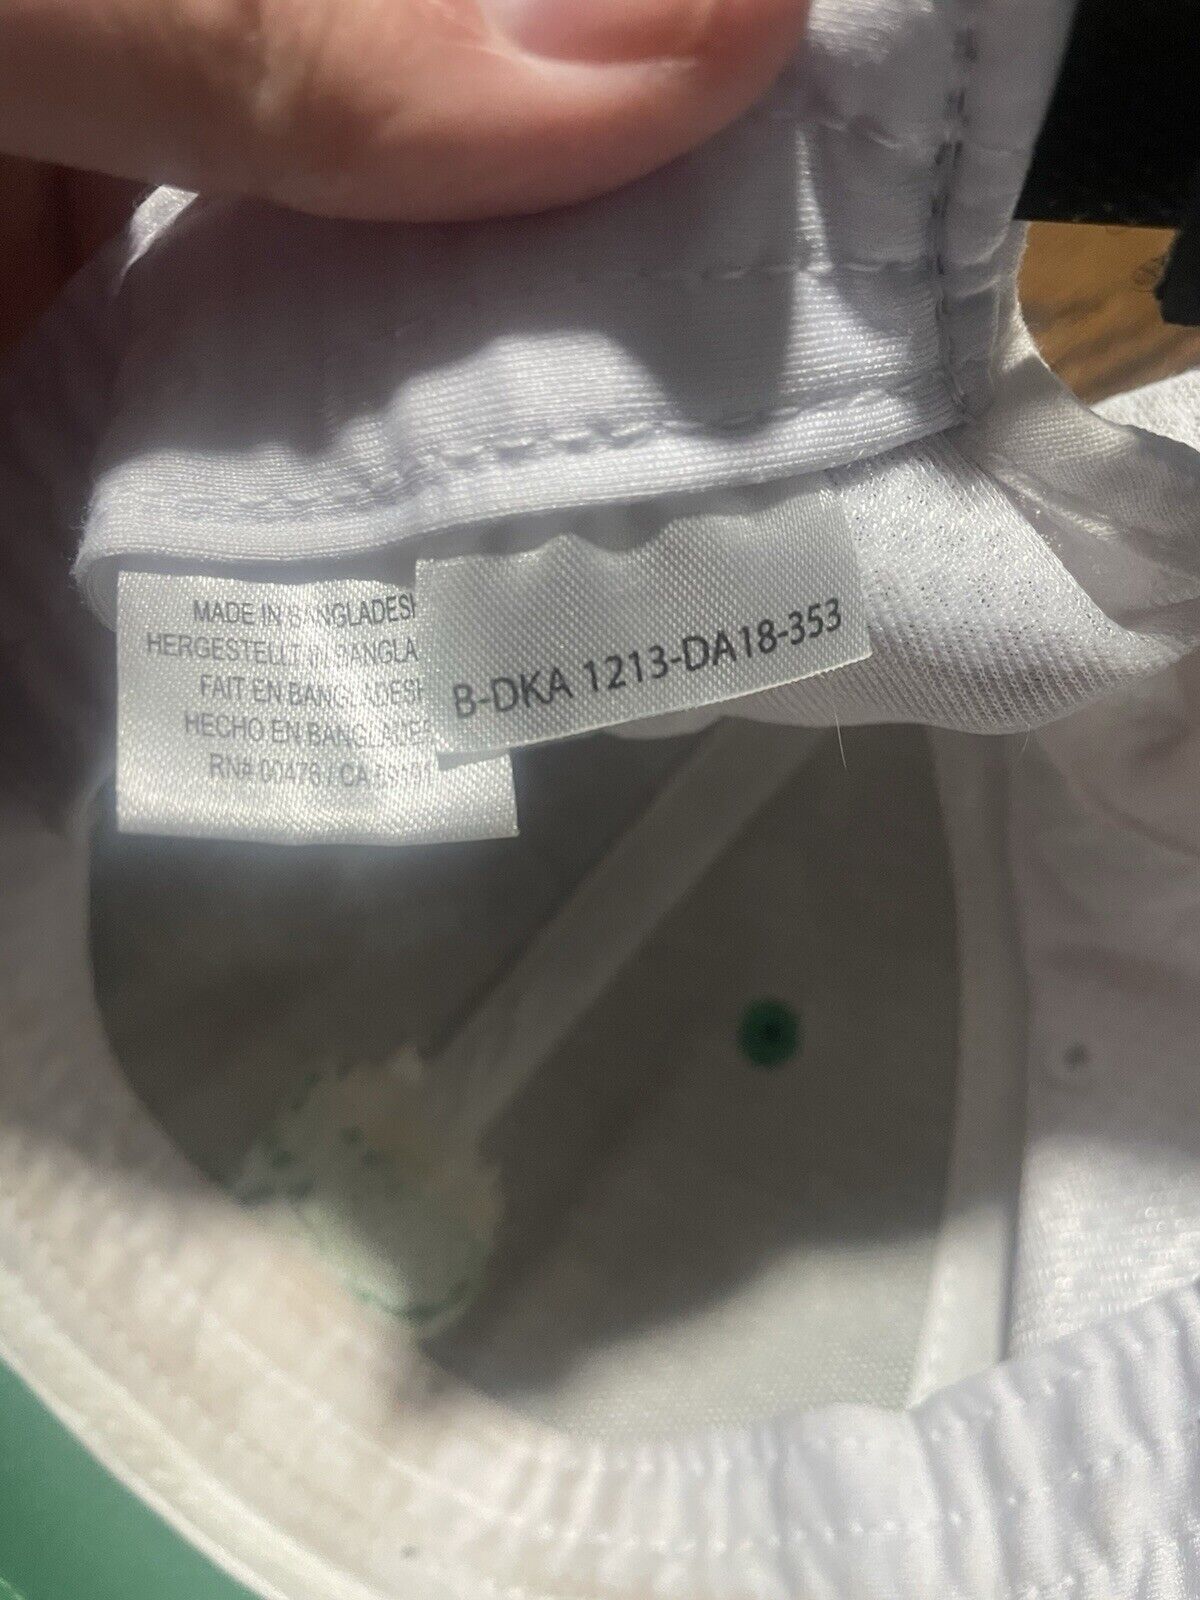 MADE IN BANGLADESH
HERGESTELLT IN BANGLA
FAIT EN BANGLADESH
HECHO EN BANGLADES
RN# 00476 / CA
B-DKA 1213-DA18-353